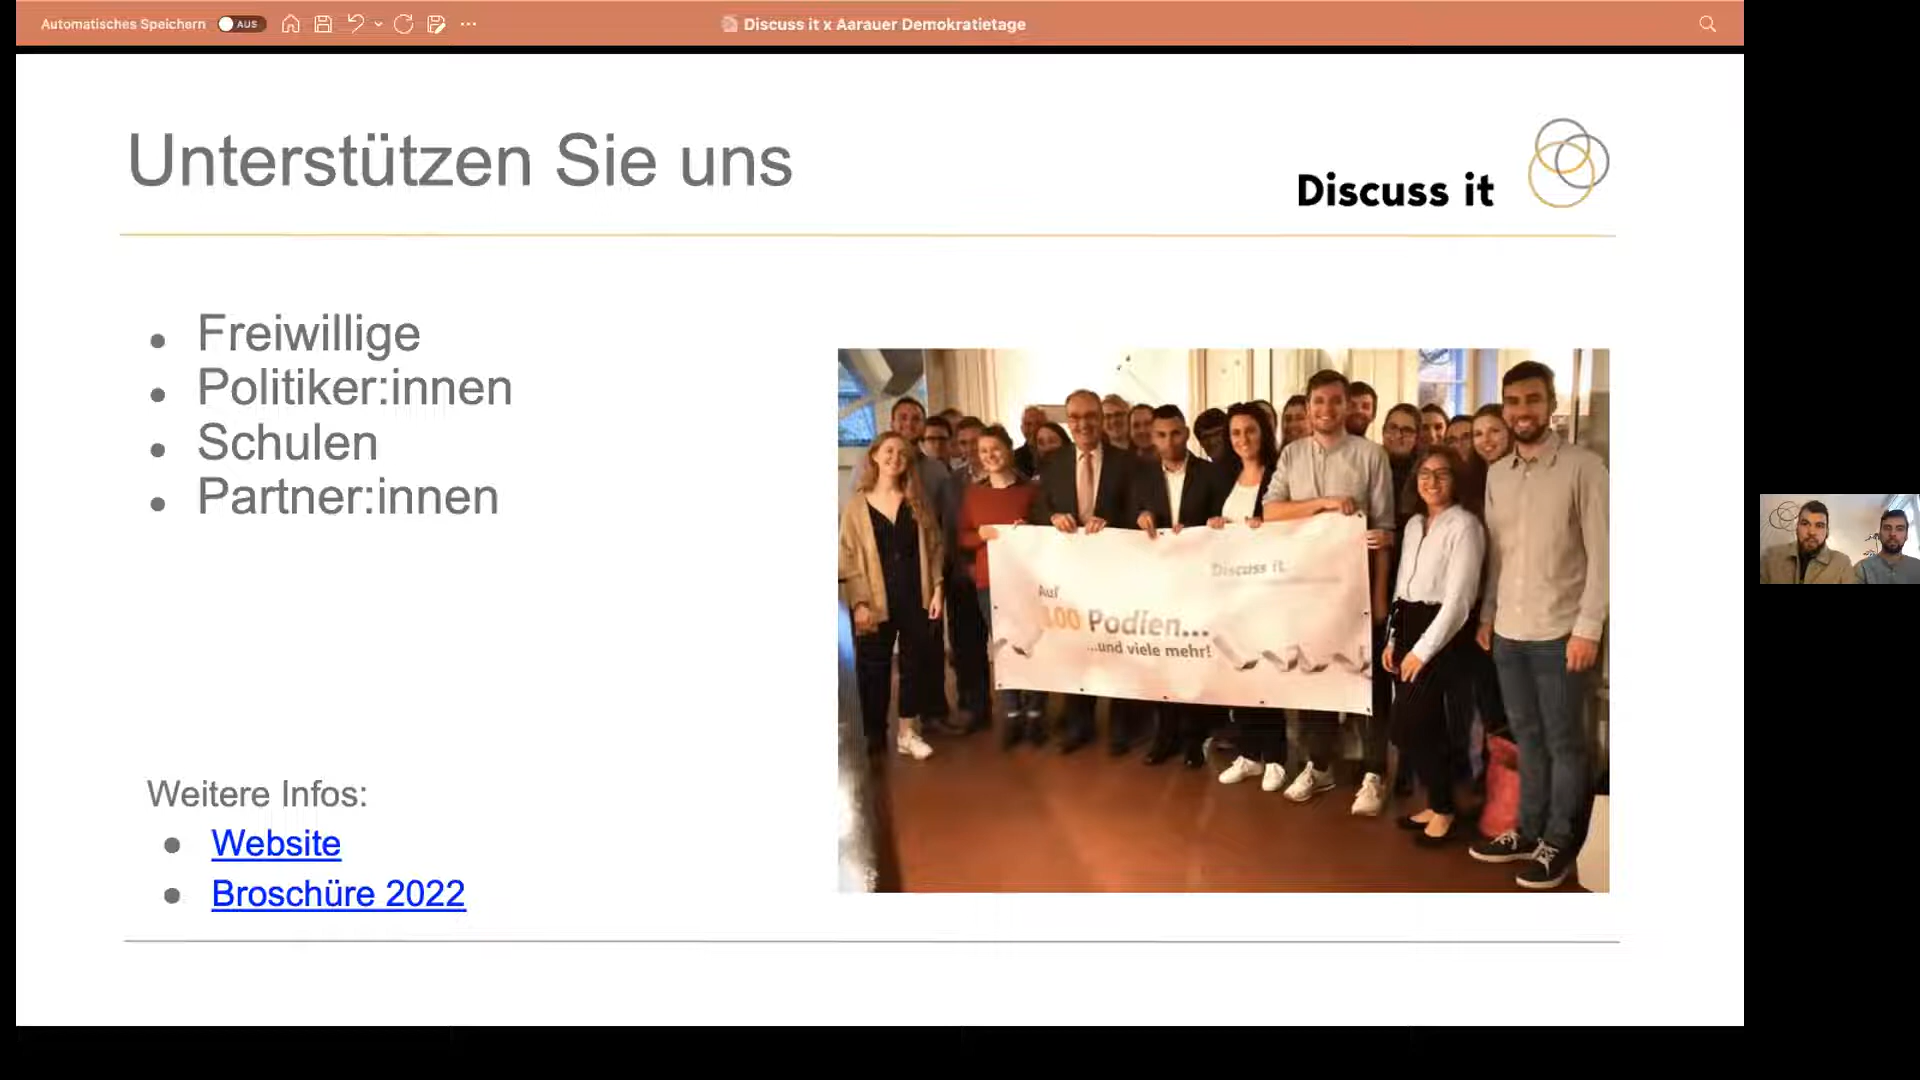 Automatisches Speichern AUS
Discuss it x Aarauer Demokratietage
Unterstützen Sie uns
Discuss it
Freiwillige
Politiker:innen
Schulen
Partner:innen
Discuss it
Auf
100 Podien...
...und viele mehr!
Weitere Infos:
Website
Broschüre 2022